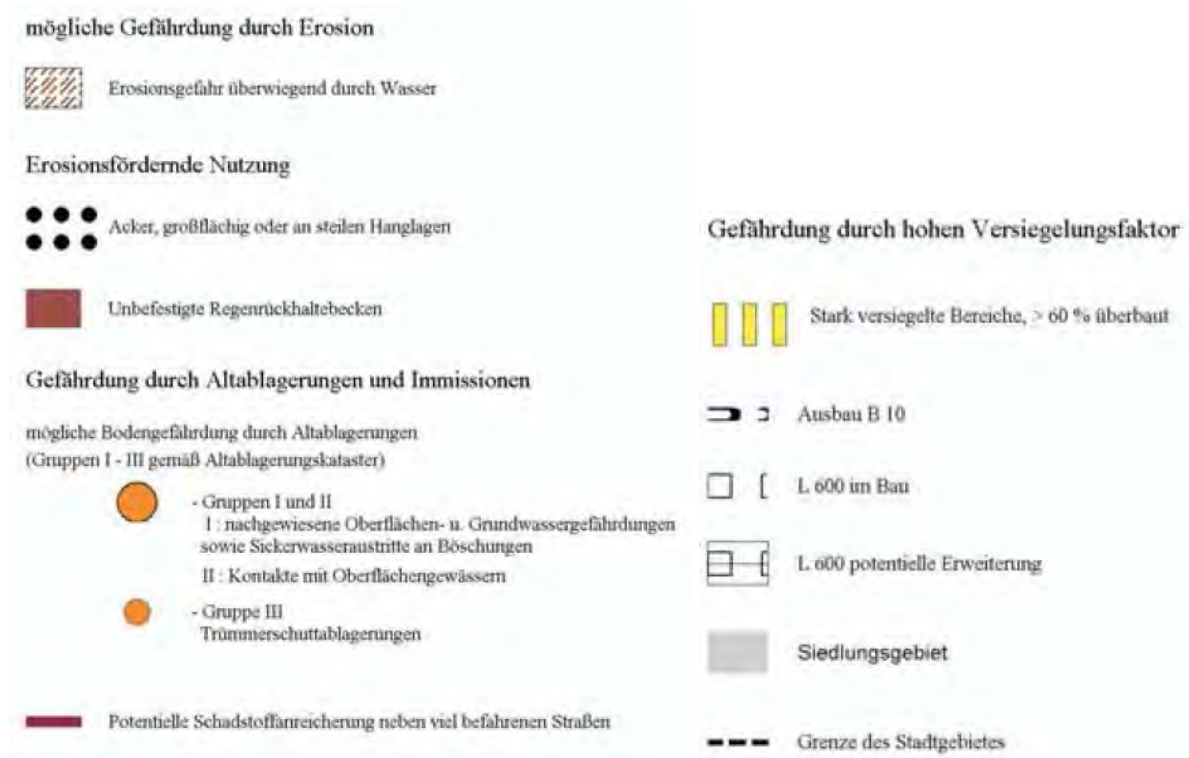 mögliche Gefährdung durch Erosion
Erosionsgefahr überwiegend durch Wasser
Erosionsfördernde Nutzung
Acker, großflächig oder an steilen Hanglagen
Unbefestigte Regenrückhaltebecken
Gefährdung durch Altablagerungen und Immissionen
mögliche Bodengefährdung durch Altablagerungen
(Gruppen I - III gemäß Altablagerungskataster)
- Gruppen I und II
I : nachgewiesene Oberflächen- u. Grundwassergefährdungen
sowie Sickerwasseraustritte an Böschungen
II : Kontakte mit Oberflächengewässern
- Gruppe III
Trümmerschuttablagerungen
Potentielle Schadstoffanreicherung neben viel befahrenen Straßen
Gefährdung durch hohen Versiegelungsfaktor
Stark versiegelte Bereiche, > 60 % überbaut
Ausbau B 10
L 600 im Bau
L 600 potentielle Erweiterung
Siedlungsgebiet
Grenze des Stadtgebietes